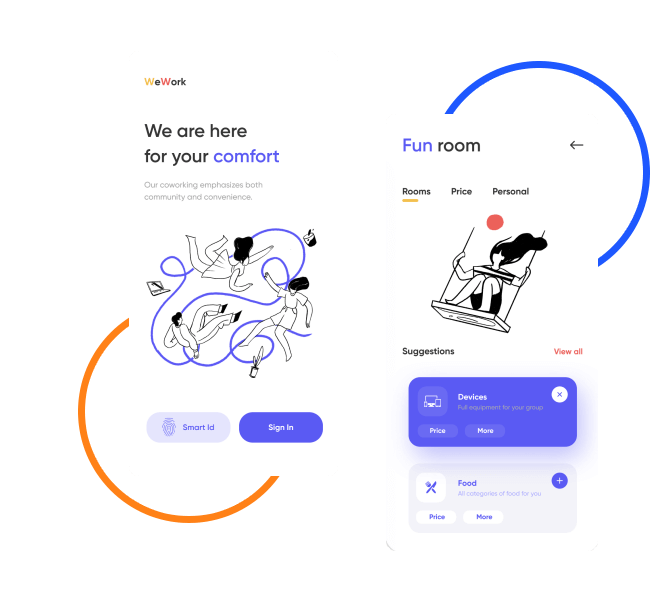 WeWork
We are here
for your comfort
Our coworking emphasizes both
community and convenience.
Smart Id
Sign In
Fun room
Rooms
Price
Personal
Suggestions
View all
Devices
Full equipment for your group
Price
More
Food
All categories of food for you
Price
More